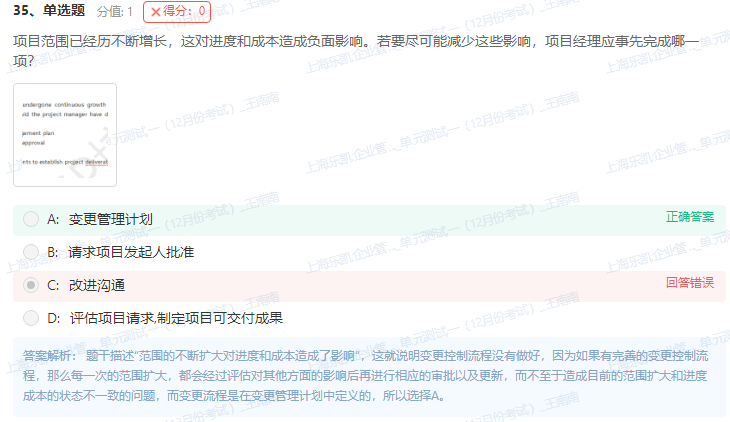 35、单选题 分值: 1 ✕得分：0
项目范围已经历不断增长，这对进度和成本造成负面影响。若要尽可能减少这些影响，项目经理应事先完成哪一
项?
undergone continuous growth
ld the project manager have d
ement plan
approval
nts to establish project deliverat
A: 变更管理计划 正确答案
B: 请求项目发起人批准
C: 改进沟通 回答错误
D: 评估项目请求,制定项目可交付成果
答案解析： 题干描述"范围的不断扩大对进度和成本造成了影响"，这就说明变更控制流程没有做好，因为如果有完善的变更控制流
程，那么每一次的范围扩大，都会经过评估对其他方面的影响后再进行相应的审批以及更新，而不至于造成目前的范围扩大和进度
成本的状态不一致的问题，而变更流程是在变更管理计划中定义的，所以选择A。
上海乐凯企业管..._单元测试一（12月份考试）_王南南